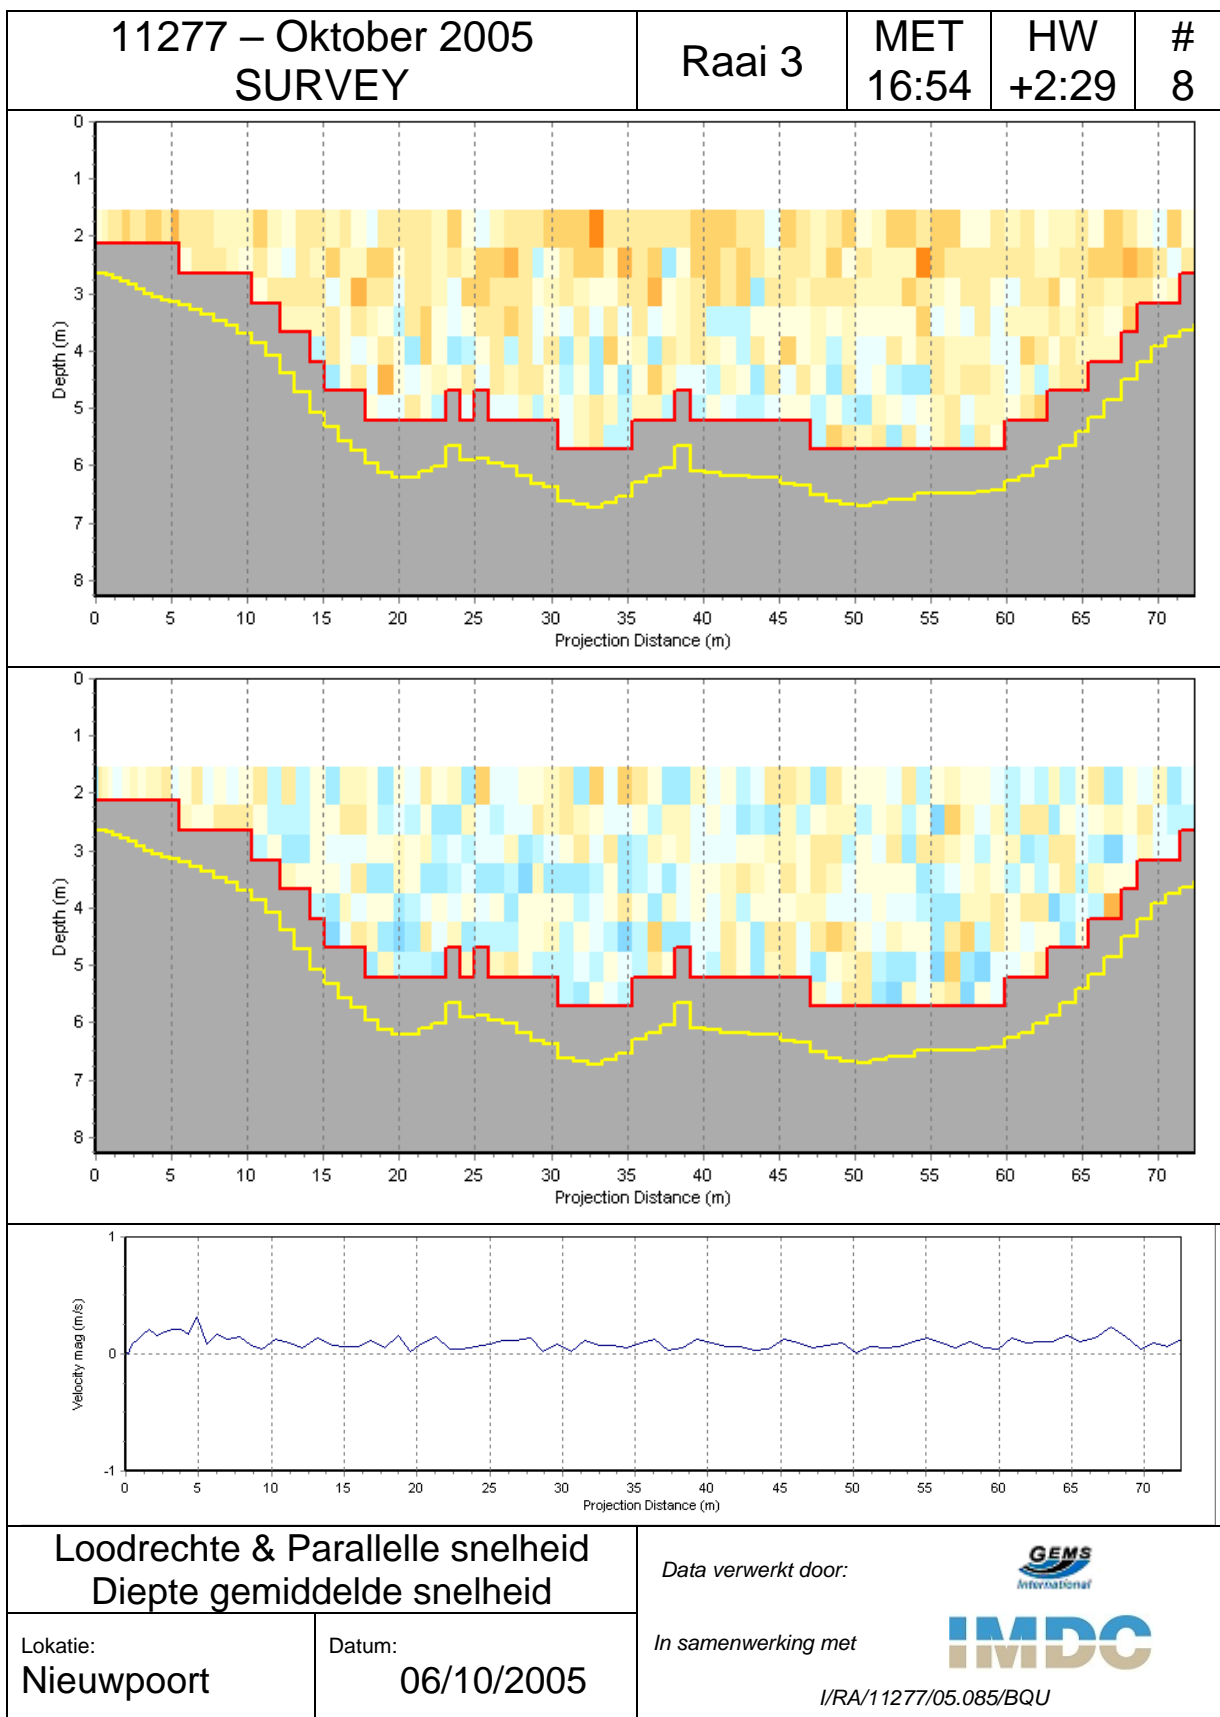 11277 – Oktober 2005
SURVEY
Raai 3
MET
16:54
HW
+2:29
#
8
0
1
2
3
4
5
6
7
8
Depth (m)
0 5 10 15 20 25 30 35 40 45 50 55 60 65 70
Projection Distance (m)
0
1
2
3
4
5
6
7
8
Depth (m)
0 5 10 15 20 25 30 35 40 45 50 55 60 65 70
Projection Distance (m)
1
0
-1
Velocity mag (m/s)
0 5 10 15 20 25 30 35 40 45 50 55 60 65 70
Projection Distance (m)
Loodrechte & Parallelle snelheid
Diepte gemiddelde snelheid
Lokatie:
Nieuwpoort
Datum:
06/10/2005
Data verwerkt door:
GEMS
International
In samenwerking met
IMDC
I/RA/11277/05.085/BQU